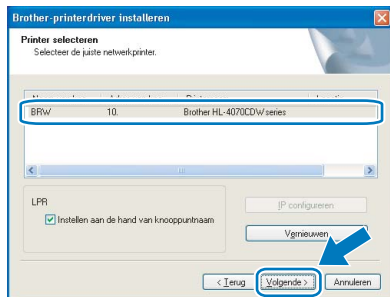 Brother-printerdriver installeren
Printer selecteren
Selecteer de juiste netwerkprinter.
BRW 10. Brother HL-4070CDW series
LPR
Instellen aan de hand van knooppuntnaam
IP configureren
Vernieuwen
< Terug Volgende > Annuleren